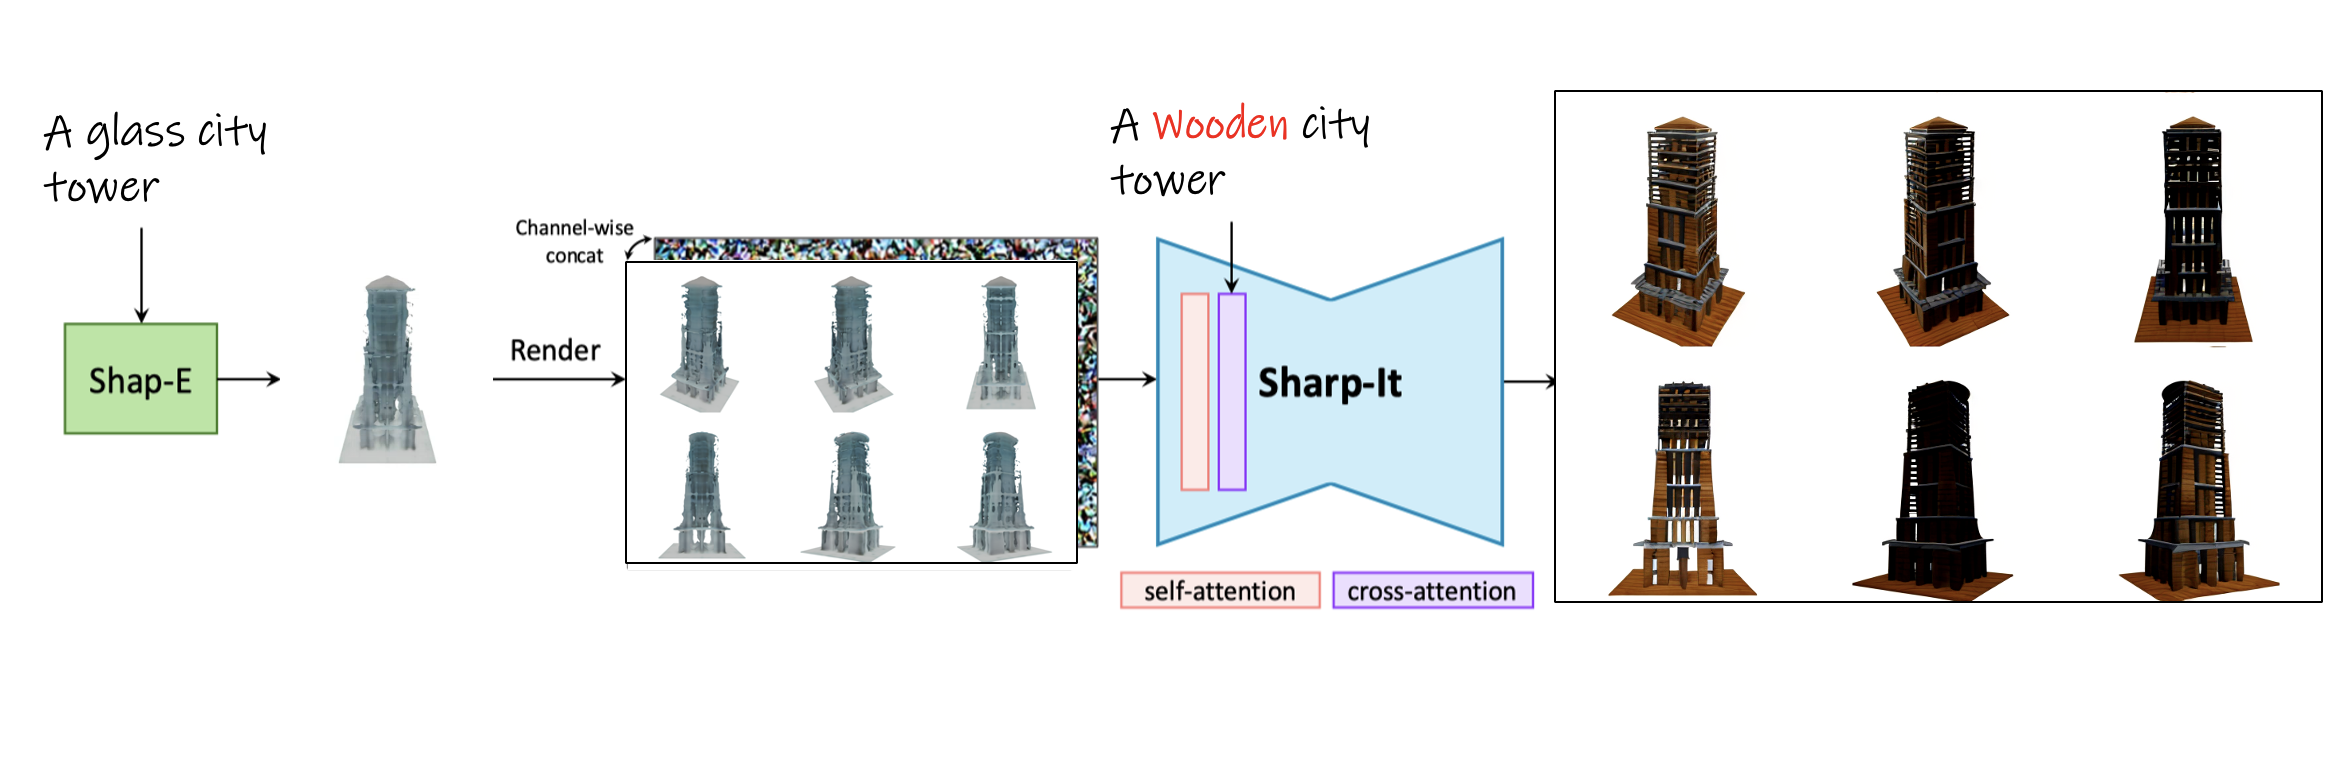 A glass city
tower
Shap-E
Render
Channel-wise
concat
A Wooden city
tower
Sharp-It
self-attention
cross-attention